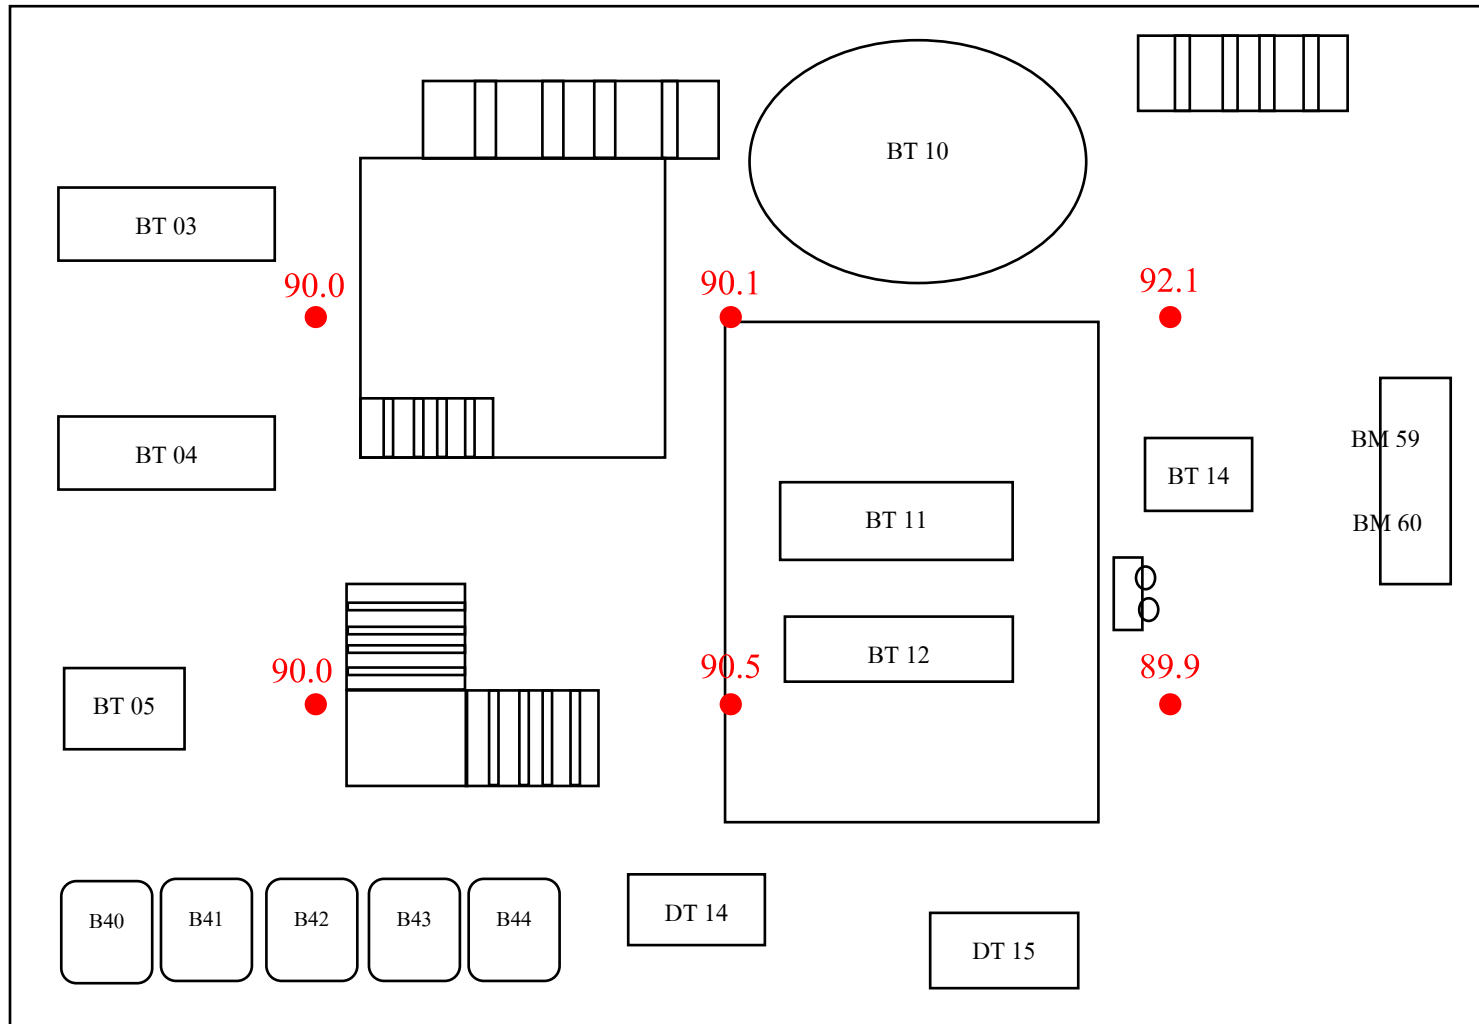 BT 10
BT 03
90.0
90.1
92.1
BT 04
BM 59
BT 14
BT 11
BM 60
BT 12
90.0
90.5
89.9
BT 05
B40
B41
B42
B43
B44
DT 14
DT 15